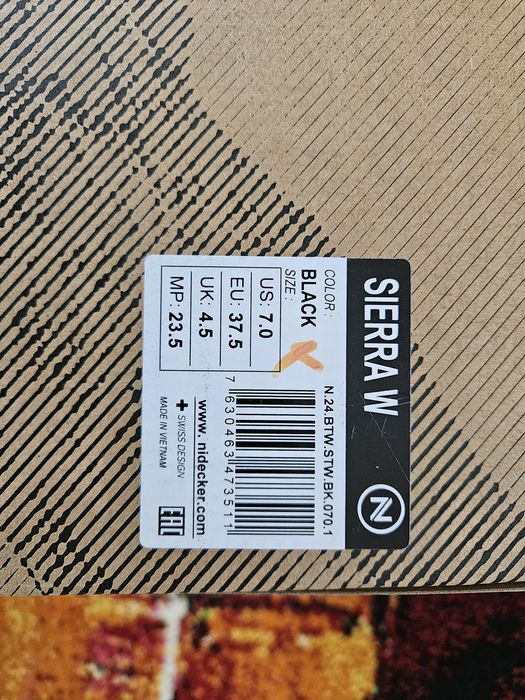 SIERRA W
N
COLOR:
BLACK
SIZE:
US: 7.0
EU: 37.5
UK: 4.5
MP: 23.5
N.24.BTW.STW.BK.070.1
7 630463 473511
www.nidecker.com
SWISS DESIGN
MADE IN VIETNAM
EAC